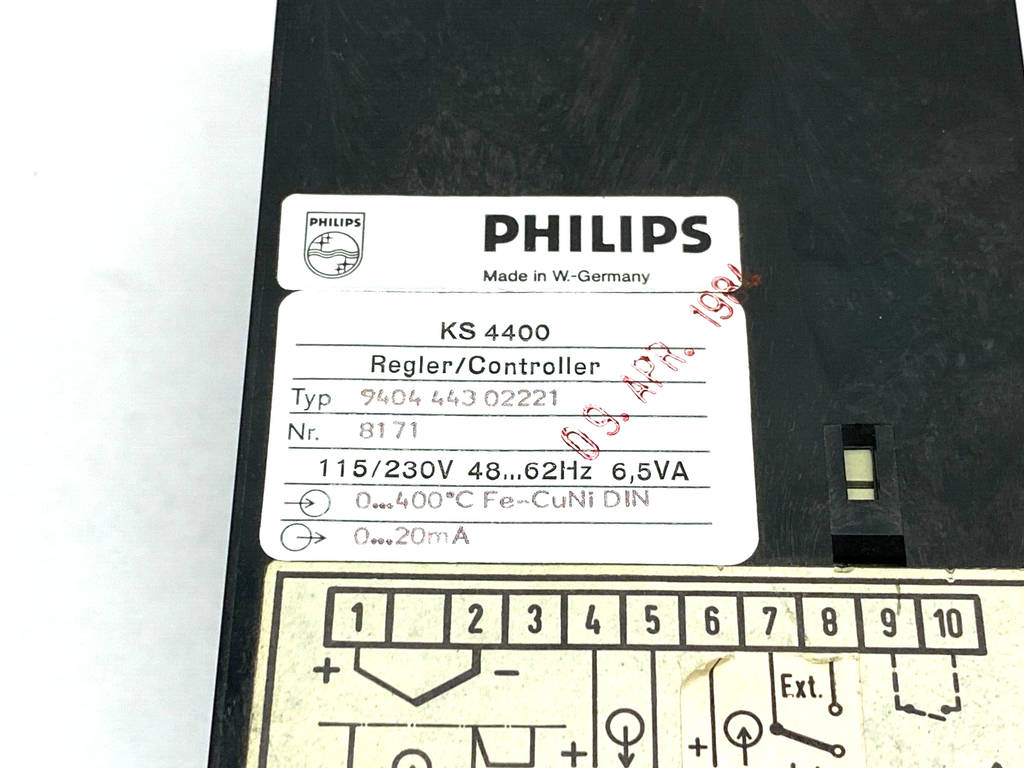 PHILIPS
PHILIPS
Made in W.-Germany
KS 4400
Regler/Controller
Typ 9404 443 02221
Nr. 8171
115/230V 48...62Hz 6,5VA
0...400°C Fe-CuNi DIN
0...20mA
09. APR.
1 2 3 4 5 6 7 8 9 10
+ −
Ext.
+ +